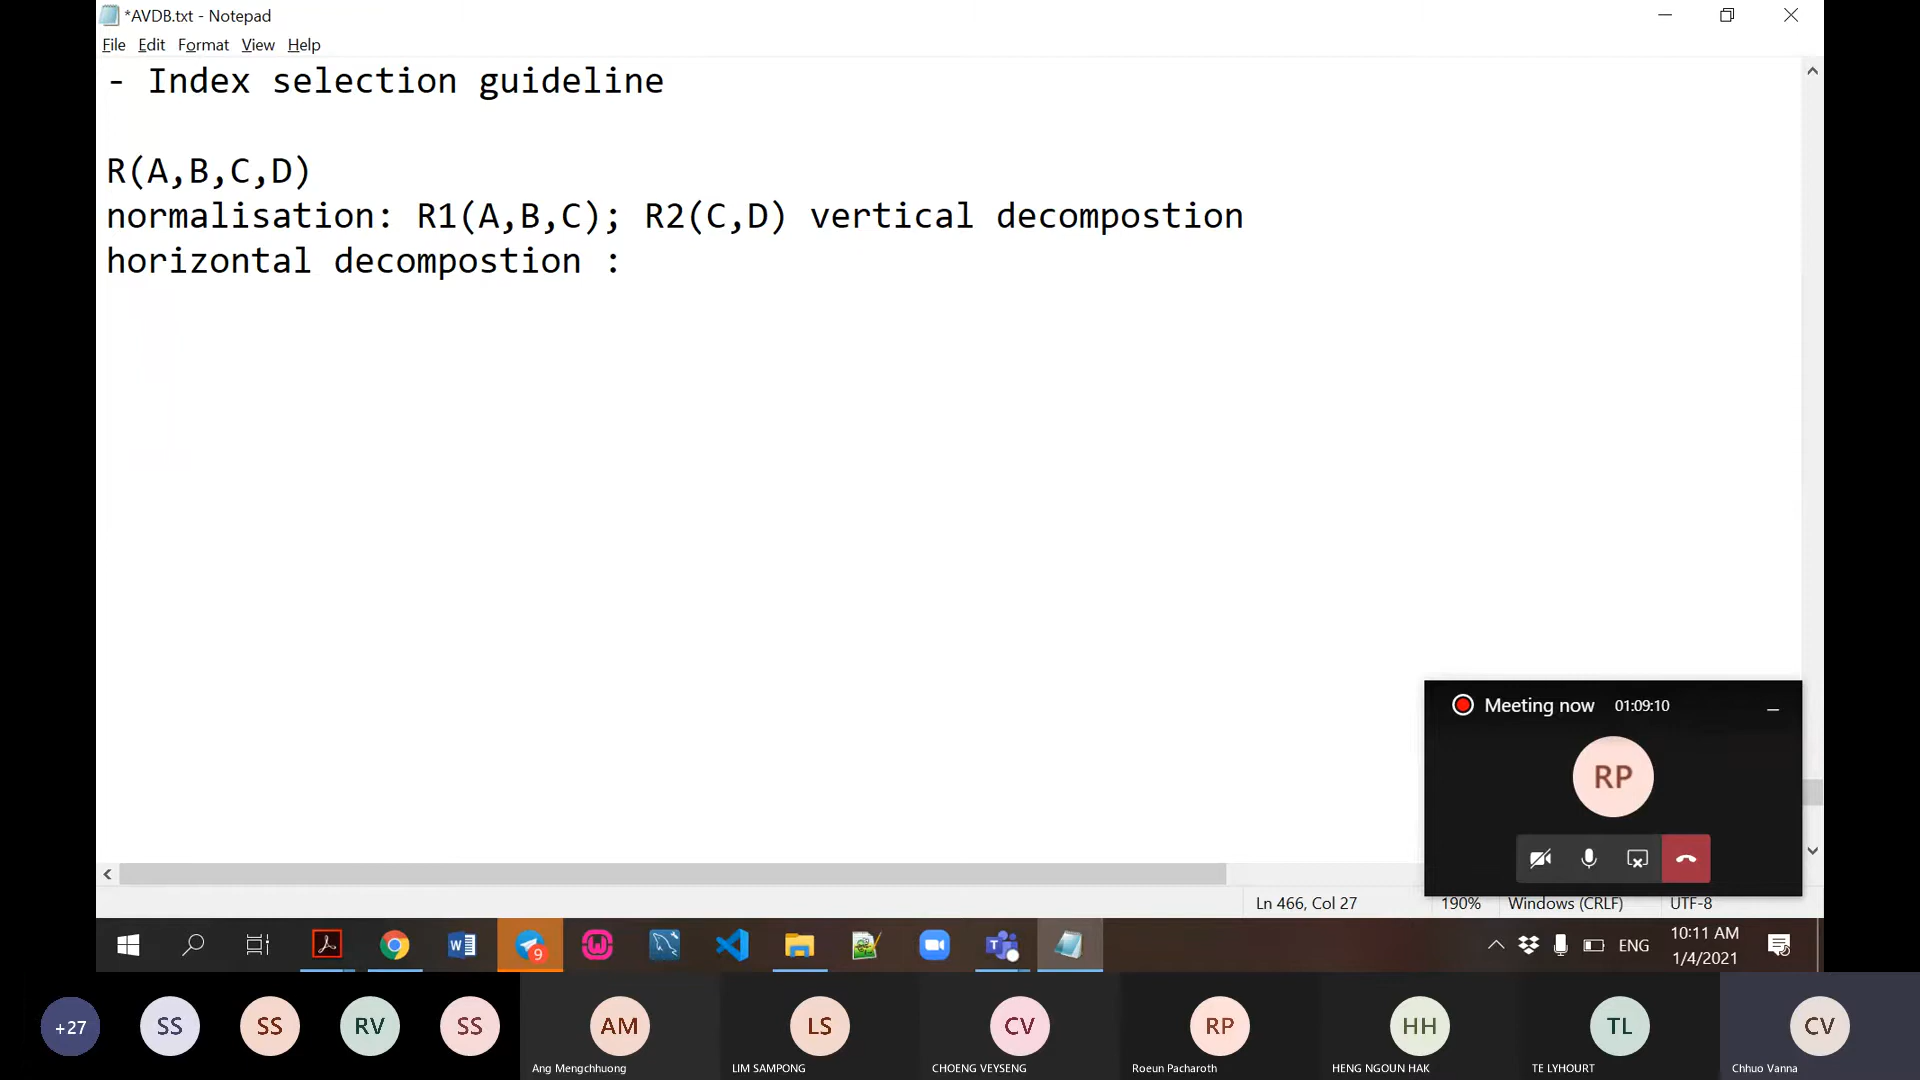 *AVDB.txt - Notepad
File Edit Format View Help
- Index selection guideline
R(A,B,C,D)
normalisation: R1(A,B,C); R2(C,D) vertical decompostion
horizontal decompostion :
Meeting now 01:09:10
RP
Ln 466, Col 27 190% Windows (CRLF) UTF-8
9
ENG
10:11 AM
1/4/2021
+27 SS SS RV SS AM LS CV RP HH TL CV
Ang Mengchhuong LIM SAMPONG CHOENG VEYSENG Roeun Pacharoth HENG NGOUN HAK TE LYHOURT Chhuo Vanna